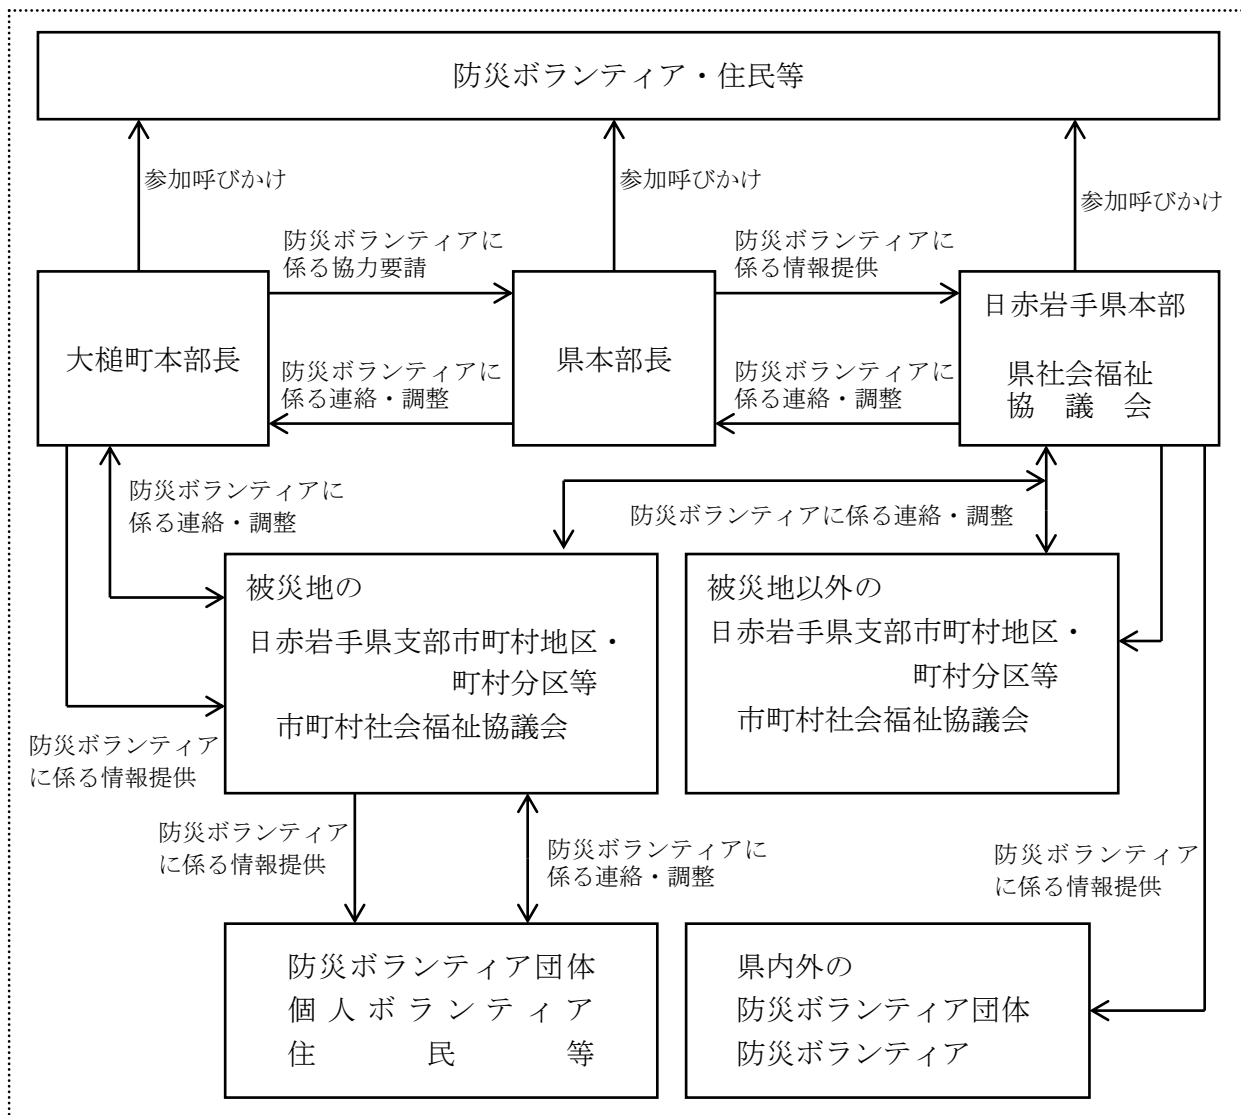 防災ボランティア・住民等
参加呼びかけ
参加呼びかけ
参加呼びかけ
防災ボランティアに
係る協力要請
防災ボランティアに
係る情報提供
大槌町本部長
県本部長
日赤岩手県本部
県社会福祉
協議会
防災ボランティアに
係る連絡・調整
防災ボランティアに
係る連絡・調整
防災ボランティアに
係る連絡・調整
防災ボランティアに係る連絡・調整
被災地の
日赤岩手県支部市町村地区・
町村分区等
市町村社会福祉協議会
被災地以外の
日赤岩手県支部市町村地区・
町村分区等
市町村社会福祉協議会
防災ボランティア
に係る情報提供
防災ボランティア
に係る情報提供
防災ボランティアに
係る連絡・調整
防災ボランティア
に係る情報提供
防災ボランティア団体
個人ボランティア
住民等
県内外の
防災ボランティア団体
防災ボランティア